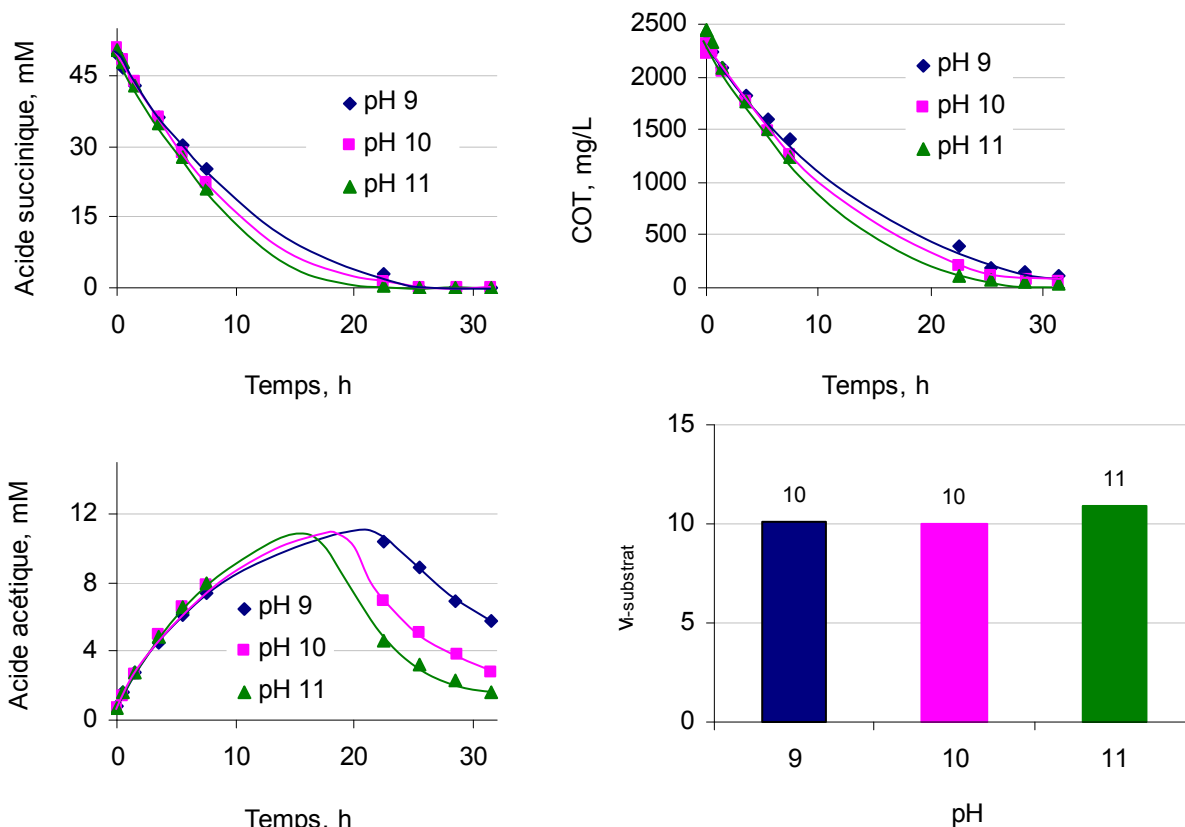 Acide succinique, mM
45
30
15
0
0
10
20
30
Temps, h
pH 9
pH 10
pH 11
COT, mg/L
2500
2000
1500
1000
500
0
0
10
20
30
Temps, h
pH 9
pH 10
pH 11
Acide acétique, mM
12
8
4
0
0
10
20
30
Temps, h
pH 9
pH 10
pH 11
Vi-substrat
15
10
5
0
10
10
11
9
10
11
pH